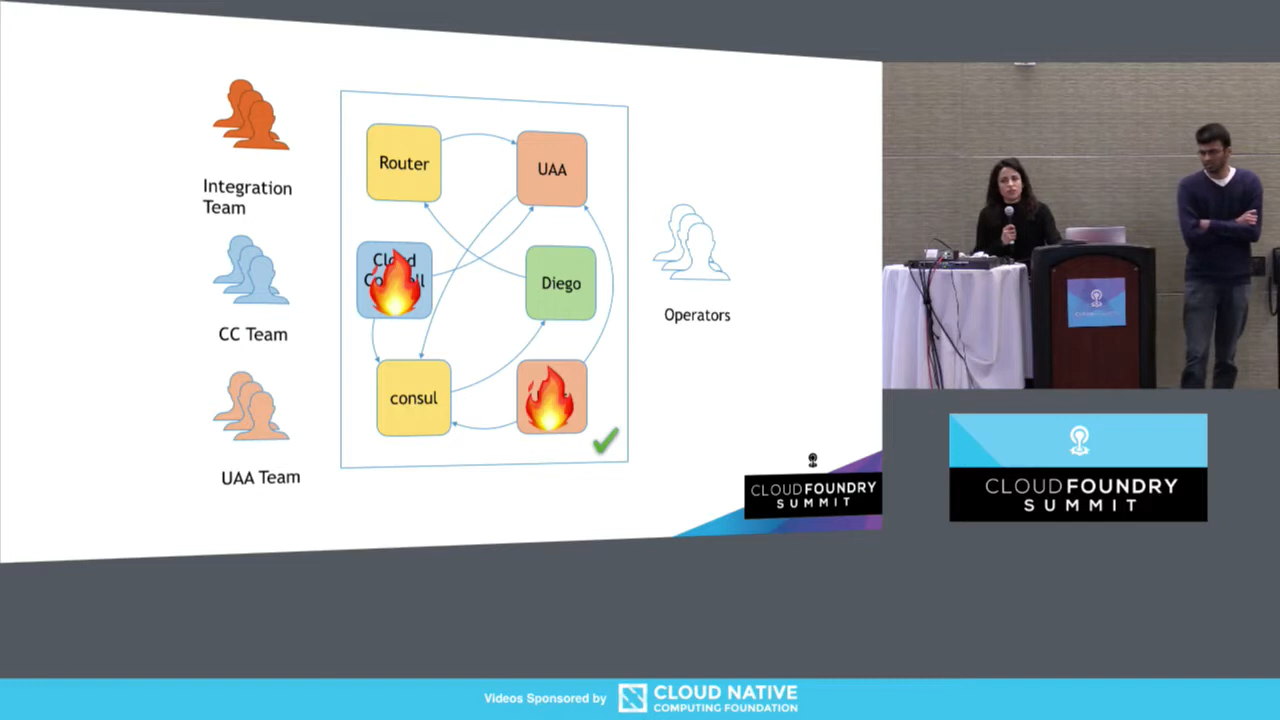 Integration
Team
CC Team
UAA Team
Router
UAA
Diego
consul
Operators
CLOUD FOUNDRY
SUMMIT
CLOUD FOUNDRY
SUMMIT
Videos Sponsored by
CLOUD NATIVE
COMPUTING FOUNDATION